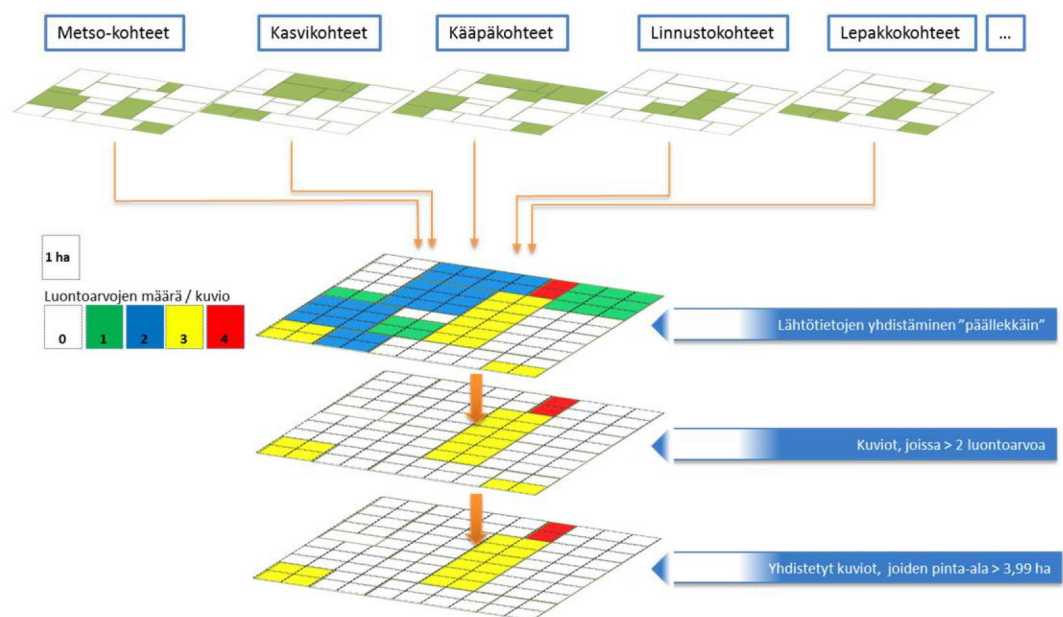 Metso-kohteet
Kasvikohteet
Kääpäkohteet
Linnustokohteet
Lepakkokohteet
...
1 ha
Luontoarvojen määrä / kuvio
0
1
2
3
4
Lähtötietojen yhdistäminen ”päällekkäin”
Kuviot, joissa > 2 luontoarvoa
Yhdistetyt kuviot, joiden pinta-ala > 3,99 ha